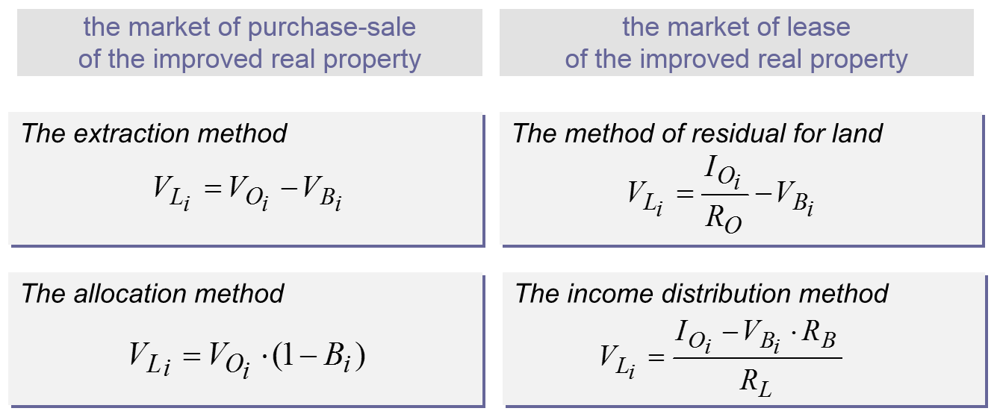 the market of purchase-sale
of the improved real property
the market of lease
of the improved real property
The extraction method
V_{L_i} = V_{O_i} − V_{B_i}
The method of residual for land
V_{L_i} = \frac{I_{O_i}}{R_O} − V_{B_i}
The allocation method
V_{L_i} = V_{O_i} · (1 − B_i)
The income distribution method
V_{L_i} = \frac{I_{O_i} − V_{B_i} · R_B}{R_L}